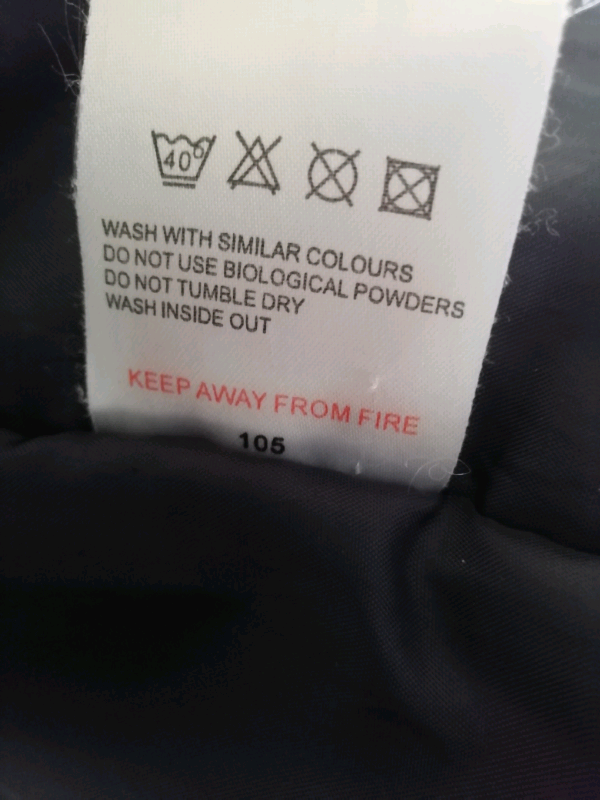 40°
WASH WITH SIMILAR COLOURS
DO NOT USE BIOLOGICAL POWDERS
DO NOT TUMBLE DRY
WASH INSIDE OUT
KEEP AWAY FROM FIRE
105